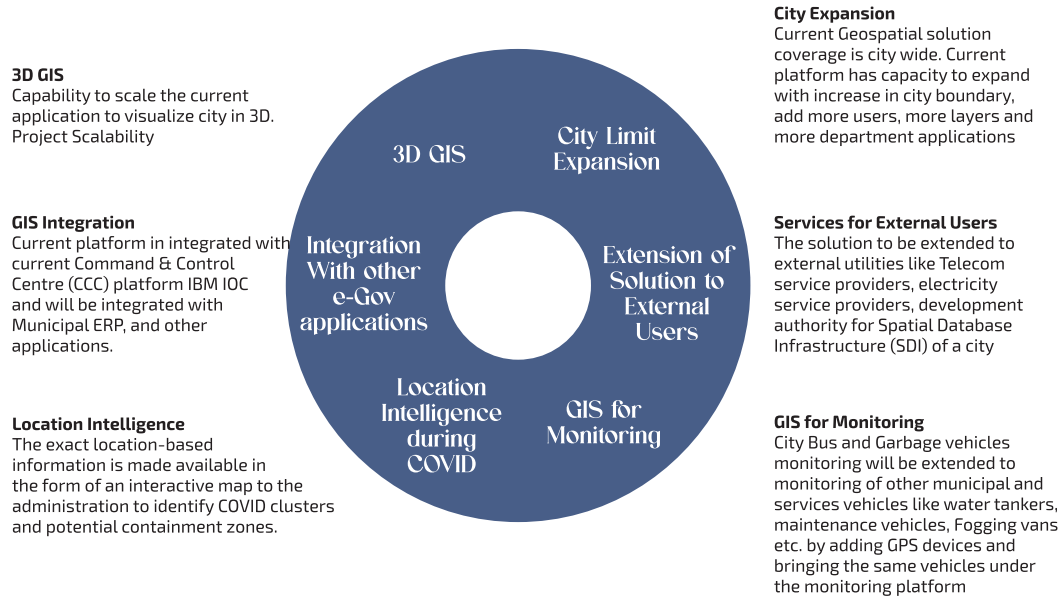 3D GIS
Capability to scale the current
application to visualize city in 3D.
Project Scalability
GIS Integration
Current platform in integrated with
current Command & Control
Centre (CCC) platform IBM IOC
and will be integrated with
Municipal ERP, and other
applications.
Location Intelligence
The exact location-based
information is made available in
the form of an interactive map to the
administration to identify COVID clusters
and potential containment zones.
3D GIS
City Limit
Expansion
Integration
With other
e-Gov
applications
Extension of
Solution to
External
Users
Location
Intelligence
during
COVID
GIS for
Monitoring
City Expansion
Current Geospatial solution
coverage is city wide. Current
platform has capacity to expand
with increase in city boundary,
add more users, more layers and
more department applications
Services for External Users
The solution to be extended to
external utilities like Telecom
service providers, electricity
service providers, development
authority for Spatial Database
Infrastructure (SDI) of a city
GIS for Monitoring
City Bus and Garbage vehicles
monitoring will be extended to
monitoring of other municipal and
services vehicles like water tankers,
maintenance vehicles, Fogging vans
etc. by adding GPS devices and
bringing the same vehicles under
the monitoring platform